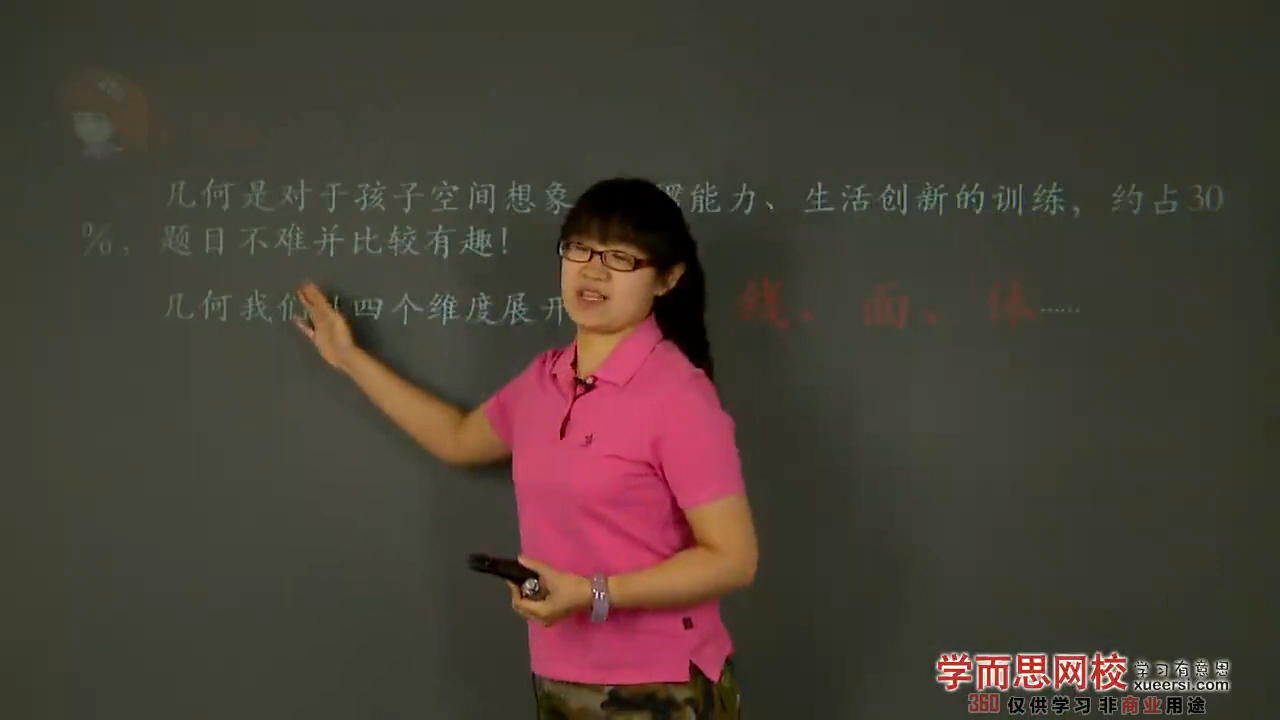 几何是对于孩子空间想象 能力、生活创新的训练，约占30
%，题目不难并比较有趣！
几何我们 四个维度展开 线、面、体……
学而思网校 学习有意思
xueersi.com
360 仅供学习 非商业用途